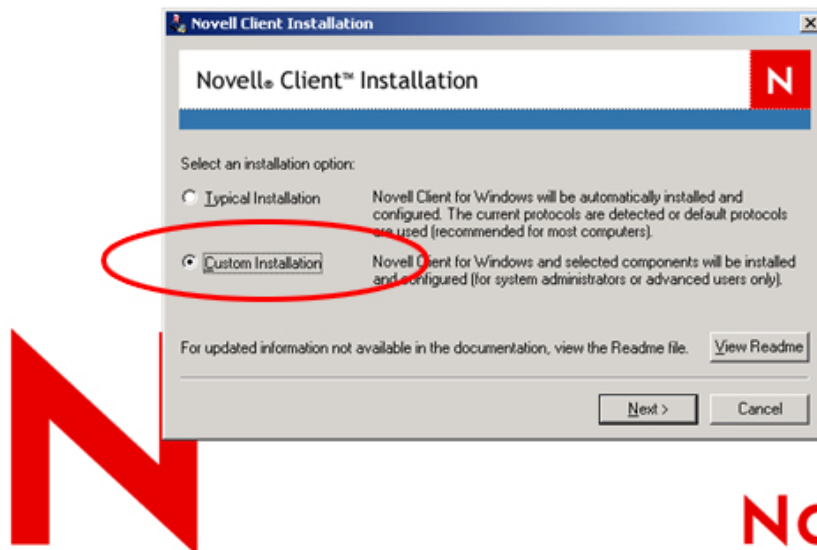 Novell Client Installation
Novell® Client™ Installation
N
Select an installation option:
Typical Installation
Novell Client for Windows will be automatically installed and
configured. The current protocols are detected or default protocols
are used (recommended for most computers).
Custom Installation
Novell Client for Windows and selected components will be installed
and configured (for system administrators or advanced users only).
For updated information not available in the documentation, view the Readme file.
View Readme
Next >
Cancel
N
No